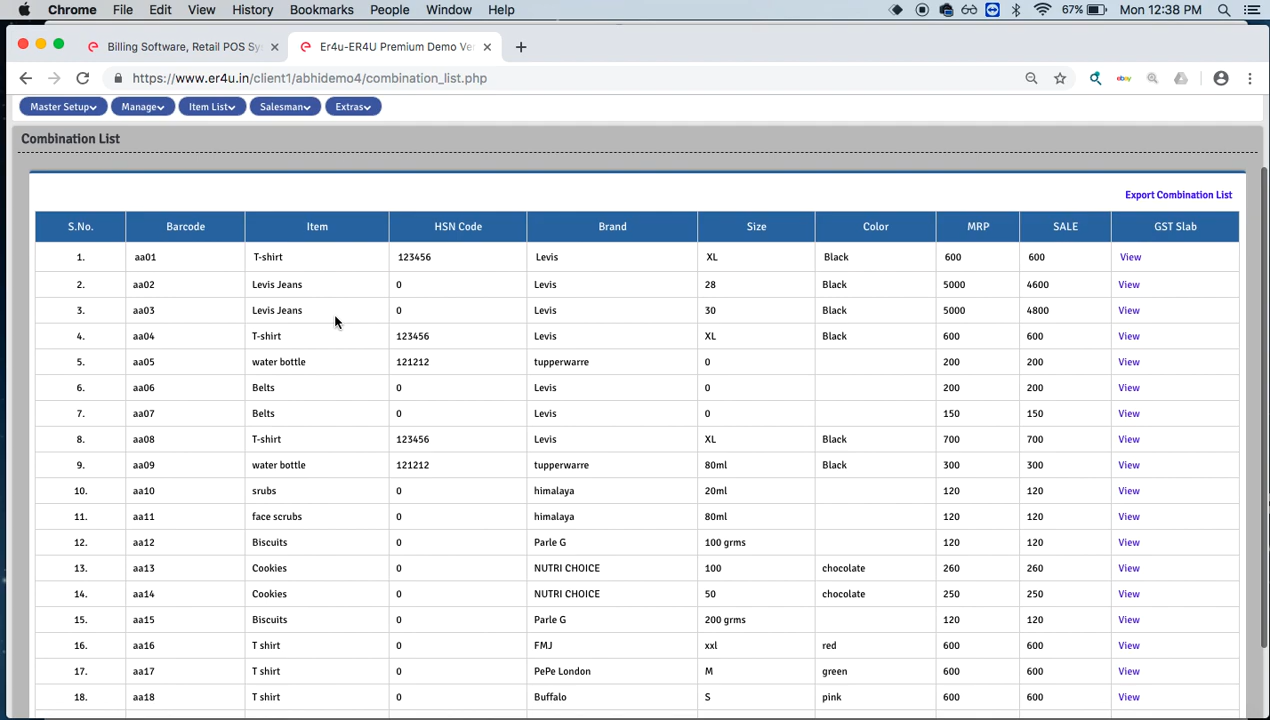 Chrome File Edit View History Bookmarks People Window Help 67% Mon 12:38 PM
Billing Software, Retail POS Sy Er4u-ER4U Premium Demo Ver
https://www.er4u.in/client1/abhidemo4/combination_list.php ebay
Master Setup Manage Item List Salesman Extras
Combination List
Export Combination List
S.No. Barcode Item HSN Code Brand Size Color MRP SALE GST Slab
1. aa01 T-shirt 123456 Levis XL Black 600 600 View
2. aa02 Levis Jeans 0 Levis 28 Black 5000 4600 View
3. aa03 Levis Jeans 0 Levis 30 Black 5000 4800 View
4. aa04 T-shirt 123456 Levis XL Black 600 600 View
5. aa05 water bottle 121212 tupperwarre 0 200 200 View
6. aa06 Belts 0 Levis 0 200 200 View
7. aa07 Belts 0 Levis 0 150 150 View
8. aa08 T-shirt 123456 Levis XL Black 700 700 View
9. aa09 water bottle 121212 tupperwarre 80ml Black 300 300 View
10. aa10 srubs 0 himalaya 20ml 120 120 View
11. aa11 face scrubs 0 himalaya 80ml 120 120 View
12. aa12 Biscuits 0 Parle G 100 grms 120 120 View
13. aa13 Cookies 0 NUTRI CHOICE 100 chocolate 260 260 View
14. aa14 Cookies 0 NUTRI CHOICE 50 chocolate 250 250 View
15. aa15 Biscuits 0 Parle G 200 grms 120 120 View
16. aa16 T shirt 0 FMJ xxl red 600 600 View
17. aa17 T shirt 0 PePe London M green 600 600 View
18. aa18 T shirt 0 Buffalo S pink 600 600 View